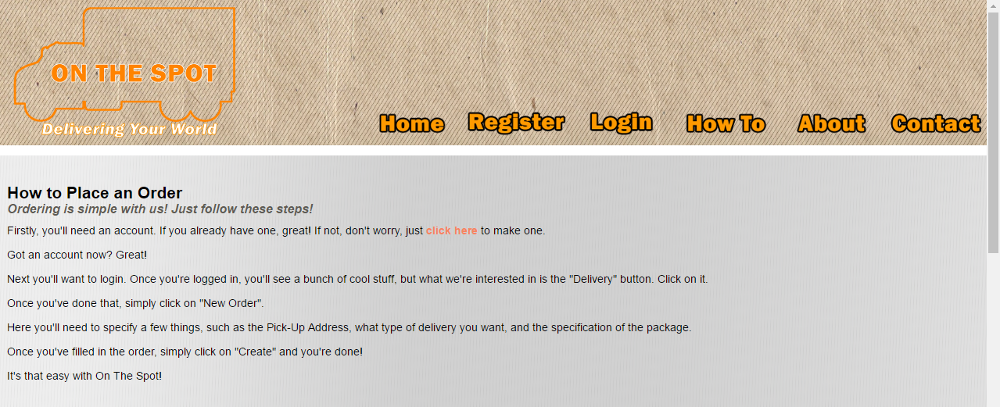 ON THE SPOT
Delivering Your World
Home Register Login How To About Contact
How to Place an Order
Ordering is simple with us! Just follow these steps!
Firstly, you'll need an account. If you already have one, great! If not, don't worry, just click here to make one.
Got an account now? Great!
Next you'll want to login. Once you're logged in, you'll see a bunch of cool stuff, but what we're interested in is the "Delivery" button. Click on it.
Once you've done that, simply click on "New Order".
Here you'll need to specify a few things, such as the Pick-Up Address, what type of delivery you want, and the specification of the package.
Once you've filled in the order, simply click on "Create" and you're done!
It's that easy with On The Spot!